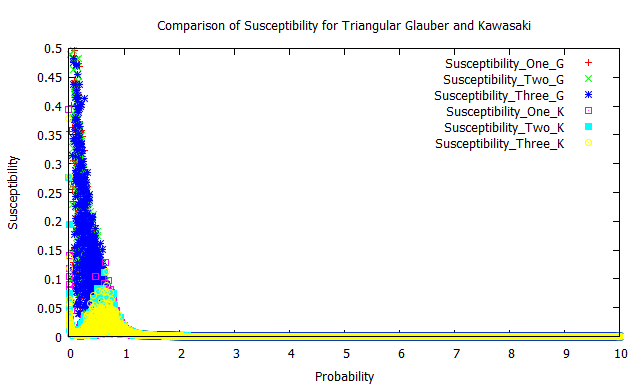 Comparison of Susceptibility for Triangular Glauber and Kawasaki
Susceptibility_One_G
Susceptibility_Two_G
Susceptibility_Three_G
Susceptibility_One_K
Susceptibility_Two_K
Susceptibility_Three_K
0.5
0.45
0.4
0.35
0.3
0.25
0.2
0.15
0.1
0.05
0
Susceptibility
0 1 2 3 4 5 6 7 8 9 10
Probability